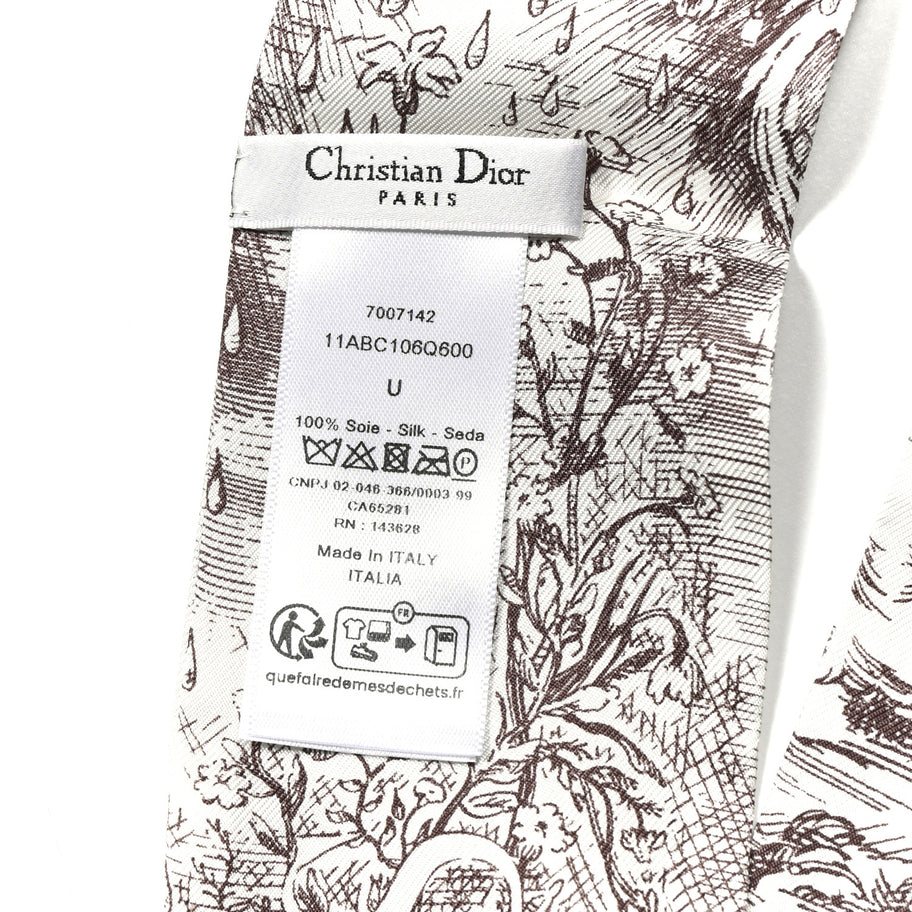 Christian Dior
PARIS
7007142
11ABC106Q600
U
100% Soie - Silk - Seda
P
CNPJ 02-046-366/0003 99
CA65281
RN : 143628
Made In ITALY
ITALIA
FR
quefairedemesdechets.fr